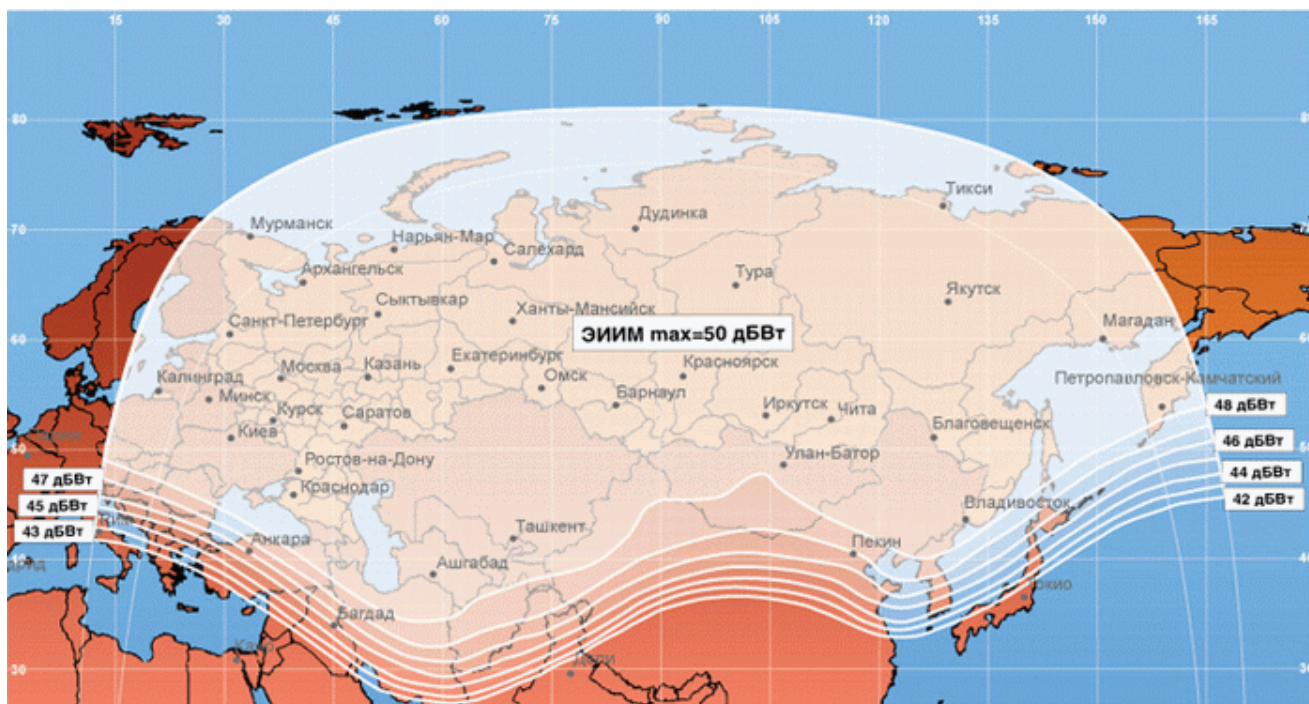 15 30 45 60 75 90 105 120 135 150 165
80 80
Тикси
Дудинка
Мурманск
70
Нарьян-Мар
Салехард
Архангельск
Тура
Якутск
Сыктывкар
Ханты-Мансийск
Магадан
Санкт-Петербург
ЭИИМ max=50 дБВт
60 60
Москва Казань Екатеринбург Красноярск
Калининград Омск Петропавловск-Камчатский
Минск Барнаул
48 дБВт
Курск Саратов Иркутск Чита
Киев Благовещенск
46 дБВт
50
Ростов-на-Дону Улан-Батор
47 дБВт 44 дБВт
Краснодар
45 дБВт 42 дБВт
Владивосток
43 дБВт
Ташкент
Анкара Пекин
40 40
Ашгабад
Багдад
30